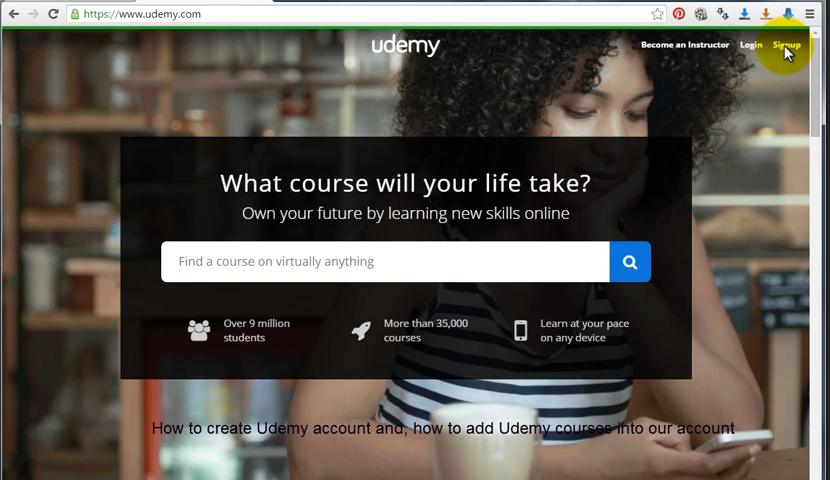 https://www.udemy.com
udemy
Become an Instructor Login Signup
What course will your life take?
Own your future by learning new skills online
Find a course on virtually anything
Over 9 million
students
More than 35,000
courses
Learn at your pace
on any device
How to create Udemy account and, how to add Udemy courses into our account